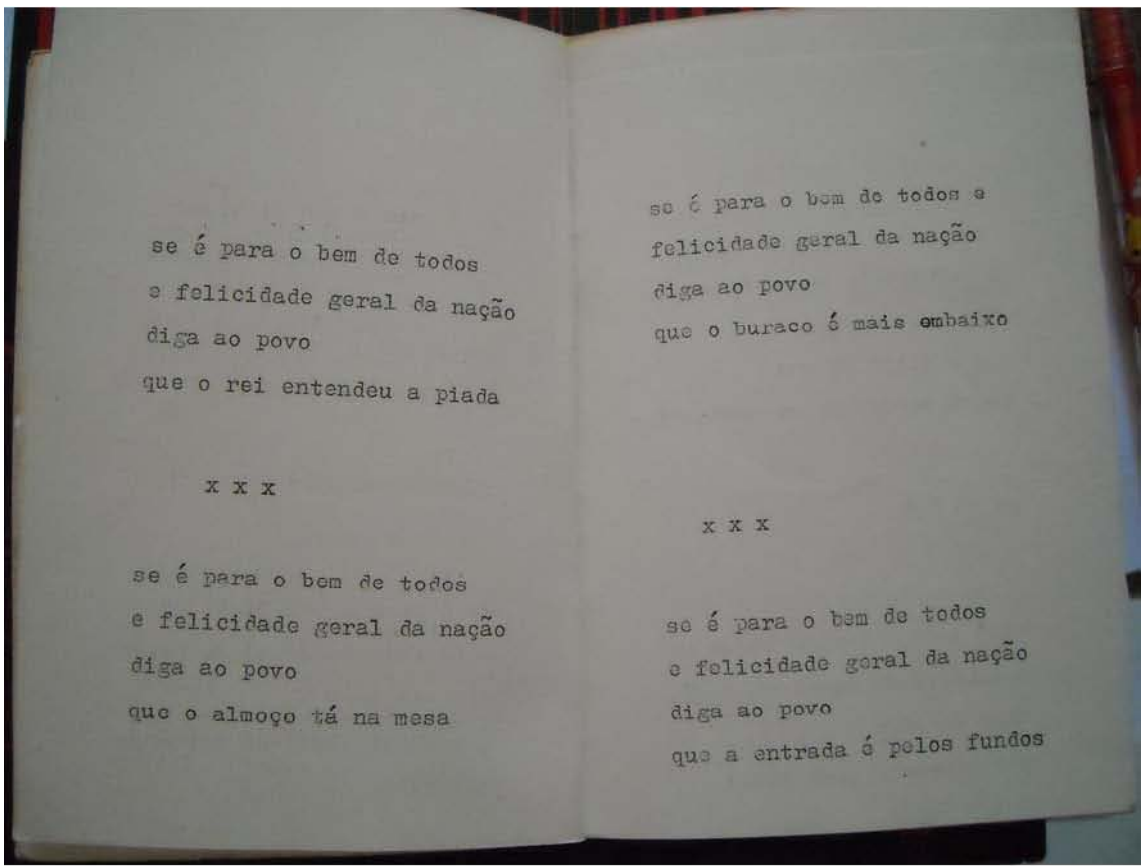 se é para o bem de todos
e felicidade geral da nação
diga ao povo
que o rei entendeu a piada
x x x
se é para o bem de todos
e felicidade geral da nação
diga ao povo
que o almoço tá na mesa
se é para o bem de todos e
felicidade geral da nação
diga ao povo
que o buraco é mais embaixo
x x x
se é para o bem de todos
e felicidade geral da nação
diga ao povo
que a entrada é pelos fundos